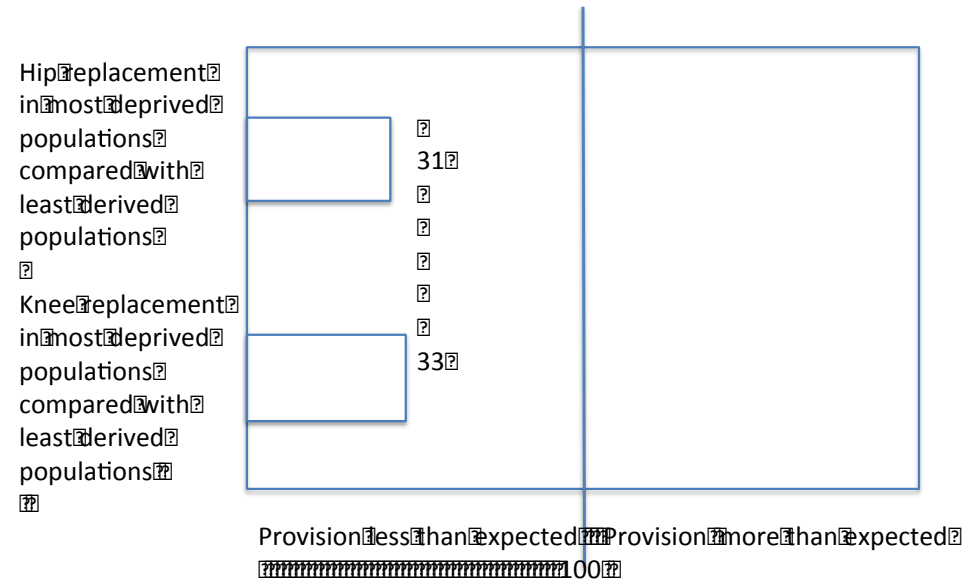 Hip replacement
in most deprived
populations
compared with
least derived
populations
31
Knee replacement
in most deprived
populations
compared with
least derived
populations
33
Provision less than expected Provision more than expected
100